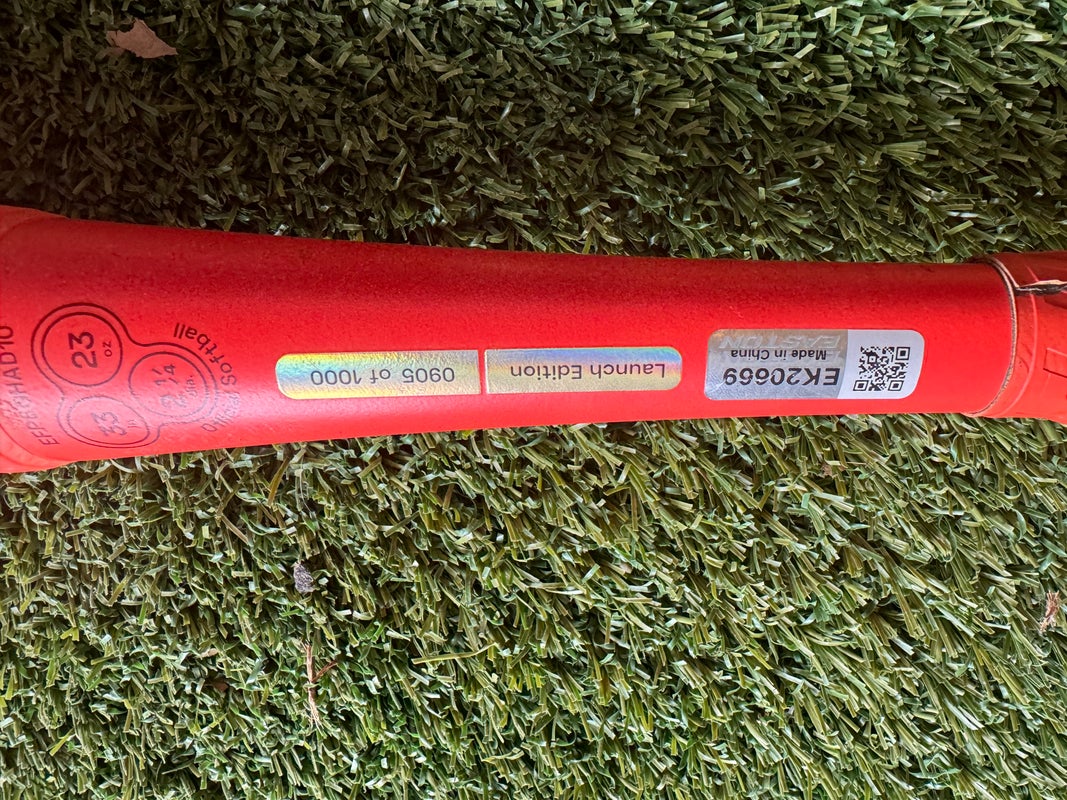 EK20669
Made in China
EASTON
Launch Edition
0905 of 1000
Official Softball
2 1/4 dia.
33
23 oz